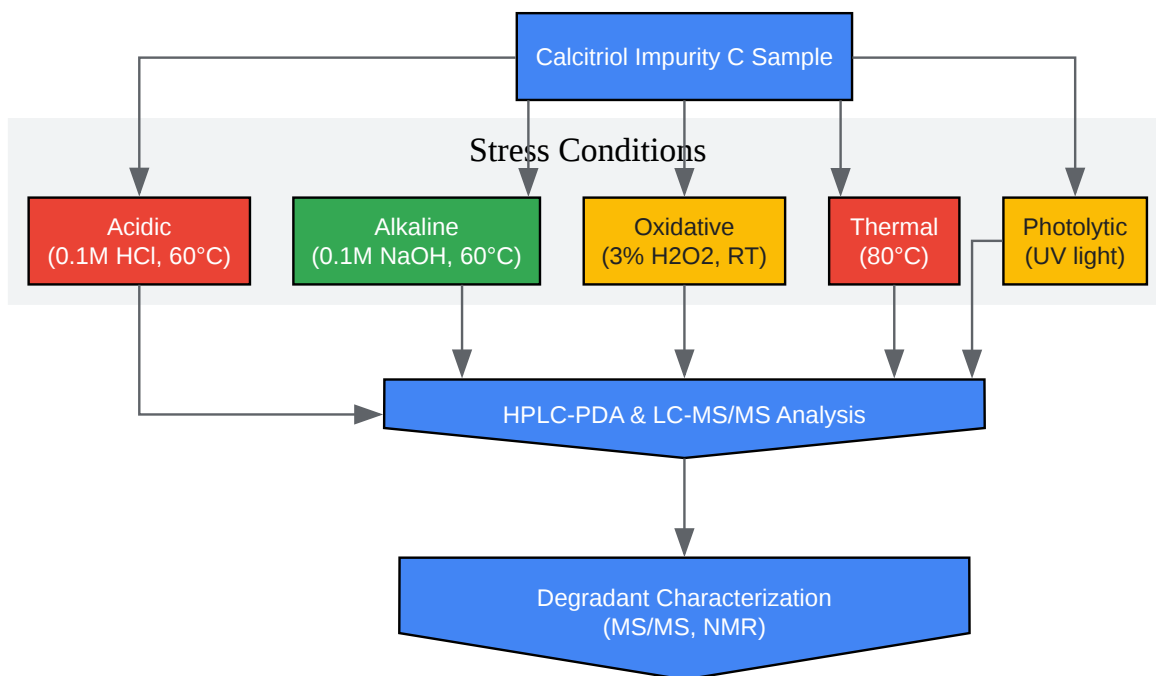 Calcitriol Impurity C Sample
Stress Conditions
Acidic
(0.1M HCl, 60°C)
Alkaline
(0.1M NaOH, 60°C)
Oxidative
(3% H2O2, RT)
Thermal
(80°C)
Photolytic
(UV light)
HPLC-PDA & LC-MS/MS Analysis
Degradant Characterization
(MS/MS, NMR)